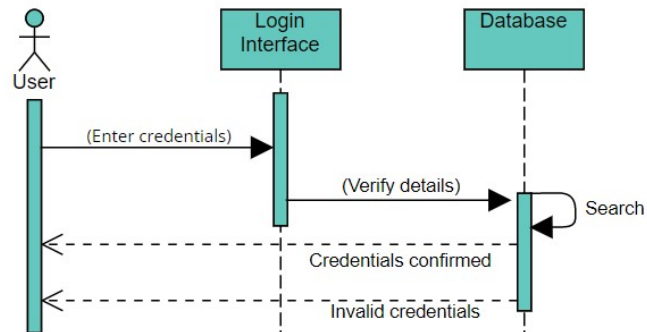 Login
Interface
Database
User
(Enter credentials)
(Verify details)
Search
Credentials confirmed
Invalid credentials